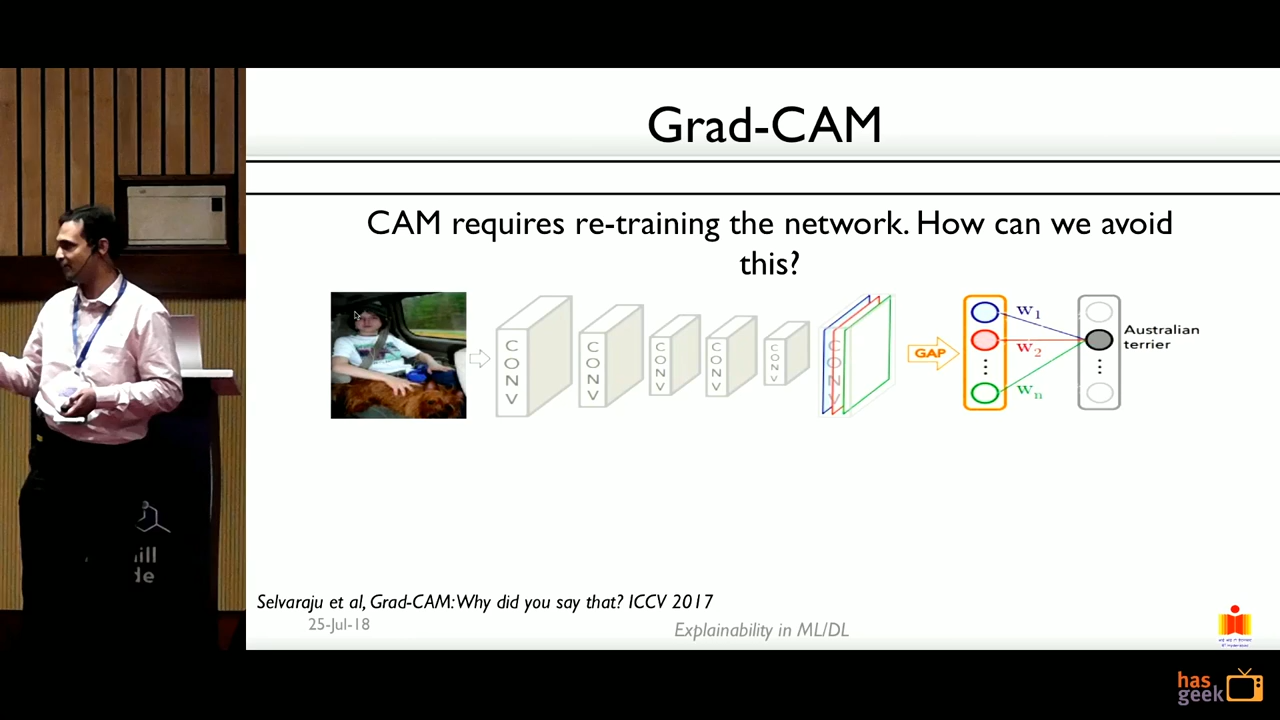 Grad-CAM
CAM requires re-training the network. How can we avoid
this?
CONV
CONV
CONV
CONV
CONV
CONV
GAP
w1
w2
wn
Australian
terrier
ill
de
Selvaraju et al, Grad-CAM: Why did you say that? ICCV 2017
25-Jul-18
Explainability in ML/DL
has
geek